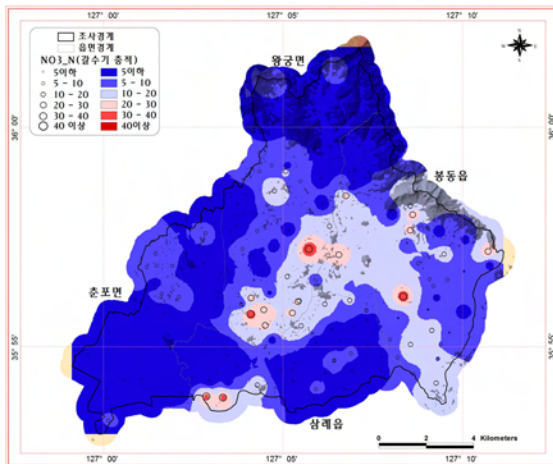 127° 00'
127° 05'
127° 10'
조사경계
읍면경계
NO3_N(갈수기 충적)
5이하 5이하
5 - 10 5 - 10
10 - 20 10 - 20
20 - 30 20 - 30
30 - 40 30 - 40
40 이상 40이상
왕궁면
N
W E
S
36° 00'
36° 00'
봉동읍
춘포면
35° 55'
35° 55'
삼례읍
0 2 4 Kilometers
127° 00'
127° 05'
127° 10'